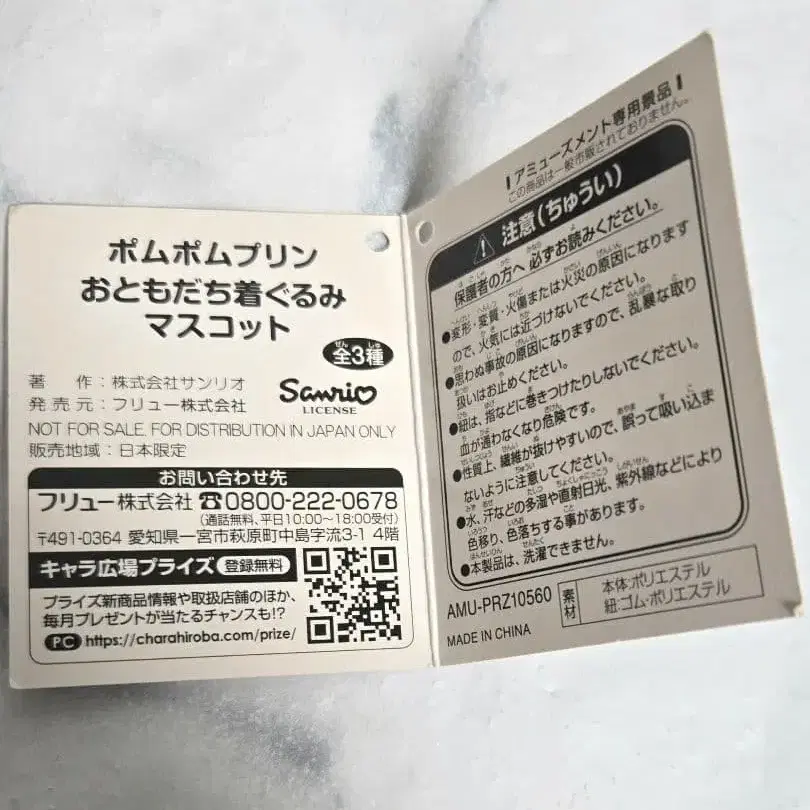 ポムポムプリン
おともだち着ぐるみ
マスコット
全3種
著 作：株式会社サンリオ
発売元：フリュー株式会社
Sanrio
LICENSE
NOT FOR SALE. FOR DISTRIBUTION IN JAPAN ONLY
販売地域：日本限定
お問い合わせ先
フリュー株式会社 ☎0800-222-0678
(通話無料、平日10:00～18:00受付)
〒491-0364 愛知県一宮市萩原町中島字流3-1 4階
キャラ広場プライズ 登録無料
プライズ新商品情報や取扱店舗のほか、
毎月プレゼントが当たるチャンスも!?
PC https://charahiroba.com/prize/
アミューズメント専用景品
この商品は一般市販されておりません。
注意(ちゅうい)
保護者の方へ 必ずお読みください。
●変形・変質・火傷または火災の原因になります
ので、火気には近づけないでください。
●思わぬ事故の原因になりますので、乱暴な取り
扱いはお止めください。
●紐は、指などに巻きつけたりしないでください。
血が通わなくなり危険です。
●性質上、繊維が抜けやすいので、誤って吸い込ま
ないように注意してください。
●水、汗などの多湿や直射日光、紫外線などにより
色移り、色落ちする事があります。
●本製品は、洗濯できません。
AMU-PRZ10560
素材
本体:ポリエステル
紐:ゴム・ポリエステル
MADE IN CHINA